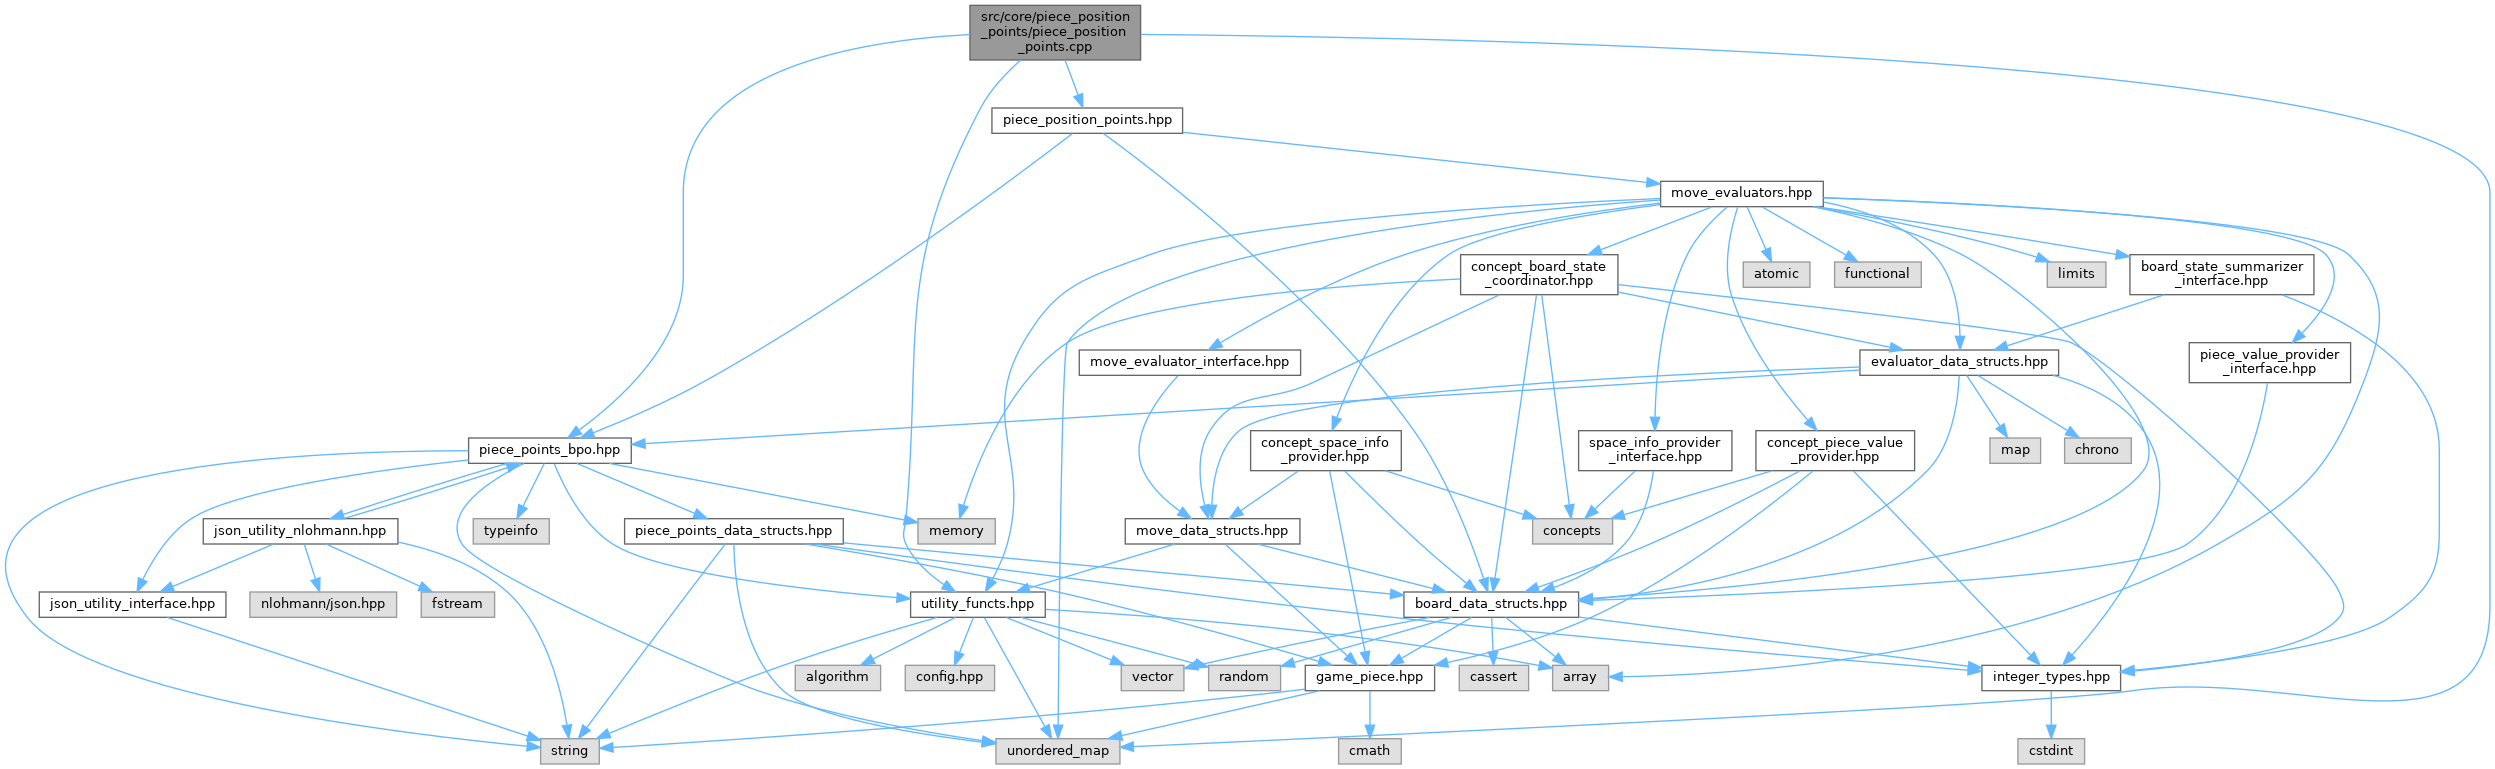 src/core/piece_position
_points/piece_position
_points.cpp
piece_position_points.hpp
move_evaluators.hpp
concept_board_state
_coordinator.hpp
atomic
functional
limits
board_state_summarizer
_interface.hpp
move_evaluator_interface.hpp
evaluator_data_structs.hpp
piece_value_provider
_interface.hpp
piece_points_bpo.hpp
concept_space_info
_provider.hpp
space_info_provider
_interface.hpp
concept_piece_value
_provider.hpp
map
chrono
json_utility_nlohmann.hpp
typeinfo
piece_points_data_structs.hpp
memory
move_data_structs.hpp
concepts
json_utility_interface.hpp
nlohmann/json.hpp
fstream
utility_functs.hpp
board_data_structs.hpp
algorithm
config.hpp
vector
random
game_piece.hpp
cassert
array
integer_types.hpp
string
unordered_map
cmath
cstdint